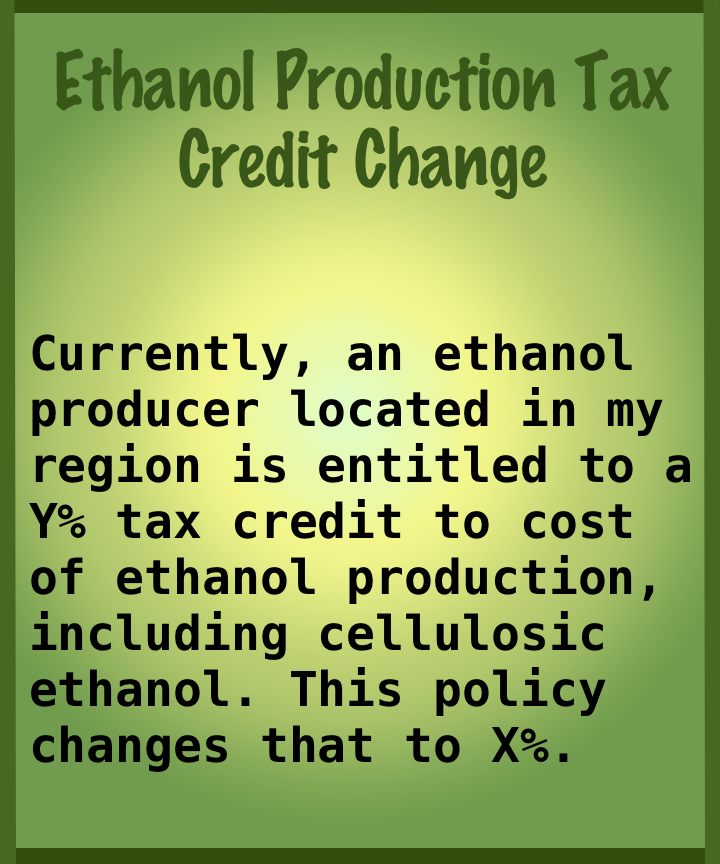 Ethanol Production Tax
Credit Change
Currently, an ethanol
producer located in my
region is entitled to a
Y% tax credit to cost
of ethanol production,
including cellulosic
ethanol. This policy
changes that to X%.